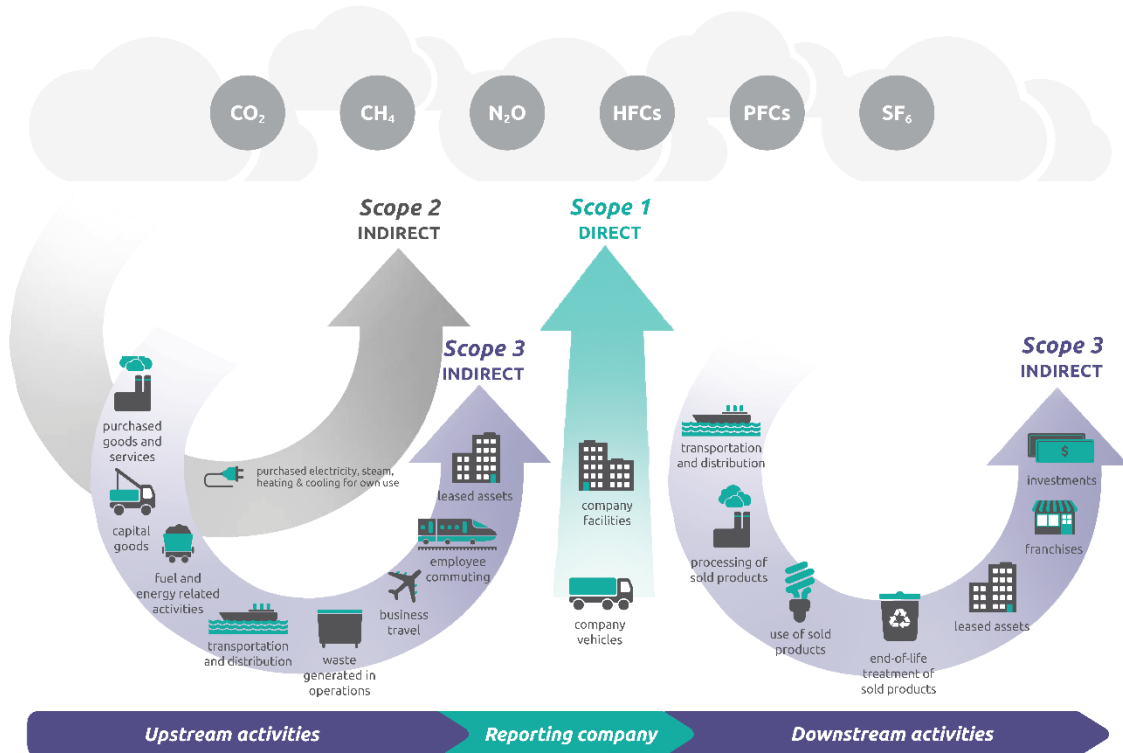 CO₂
CH₄
N₂O
HFCs
PFCs
SF₆
Scope 2
INDIRECT
Scope 1
DIRECT
Scope 3
INDIRECT
Scope 3
INDIRECT
purchased
goods and
services
capital
goods
fuel and
energy related
activities
transportation
and distribution
waste
generated in
operations
business
travel
employee
commuting
leased assets
purchased electricity, steam,
heating & cooling for own use
company
facilities
company
vehicles
transportation
and distribution
processing of
sold products
use of sold
products
end-of-life
treatment of
sold products
leased assets
franchises
investments
$
Upstream activities
Reporting company
Downstream activities